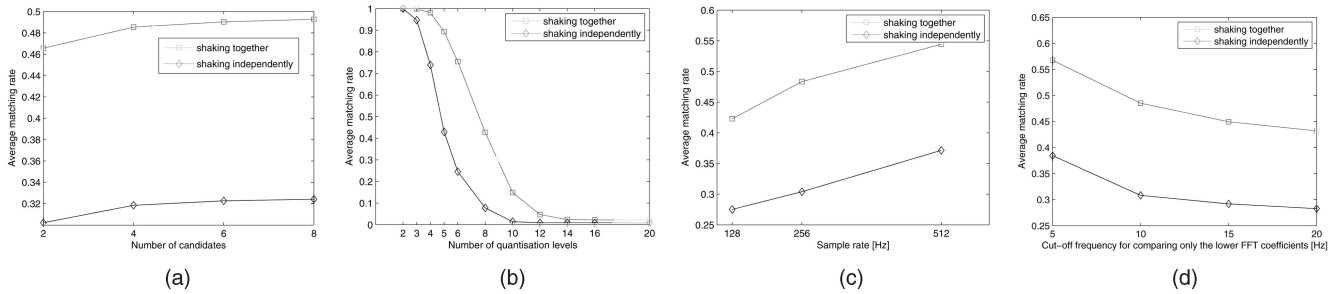 0.5
0.48
0.46
0.44
0.42
0.4
0.38
0.36
0.34
0.32
Average matching rate
shaking together
shaking independently
2 4 6 8
Number of candidates
(a)
1
0.9
0.8
0.7
0.6
0.5
0.4
0.3
0.2
0.1
0
Average matching rate
shaking together
shaking independently
2 3 4 5 6 8 10 12 14 16 20
Number of quantisation levels
(b)
0.6
0.55
0.5
0.45
0.4
0.35
0.3
0.25
Average matching rate
shaking together
shaking independently
128 256 512
Sample rate [Hz]
(c)
0.65
0.6
0.55
0.5
0.45
0.4
0.35
0.3
0.25
0.2
Average matching rate
shaking together
shaking independently
5 10 15 20
Cut-off frequency for comparing only the lower FFT coefficients [Hz]
(d)